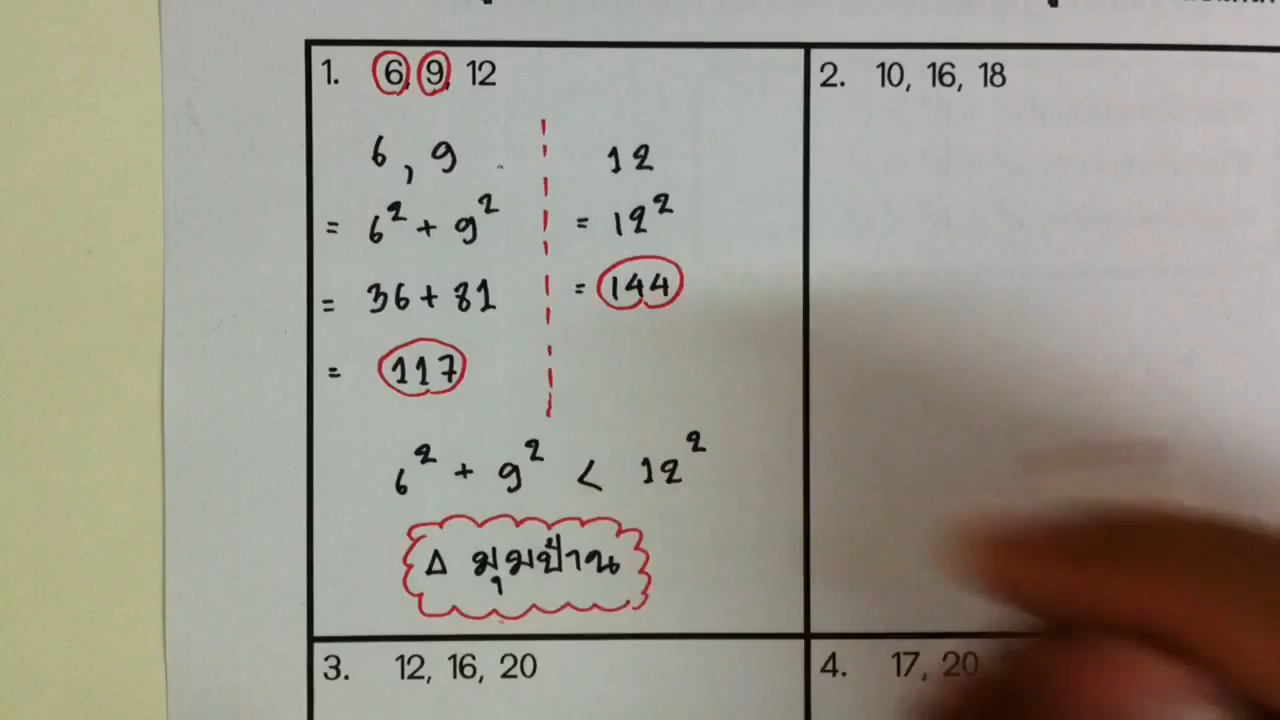 1. 6, 9, 12
6 , 9
= 6² + 9²
= 36 + 81
= 117
12
= 12²
= 144
6² + 9² < 12²
Δ มุมป้าน
2. 10, 16, 18
3. 12, 16, 20
4. 17, 20